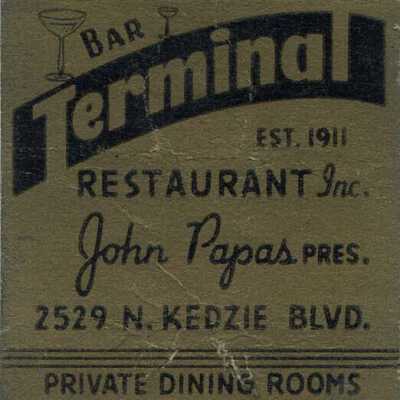 BAR
Terminal
EST. 1911
RESTAURANT Inc.
John Papas PRES.
2529 N. KEDZIE BLVD.
PRIVATE DINING ROOMS